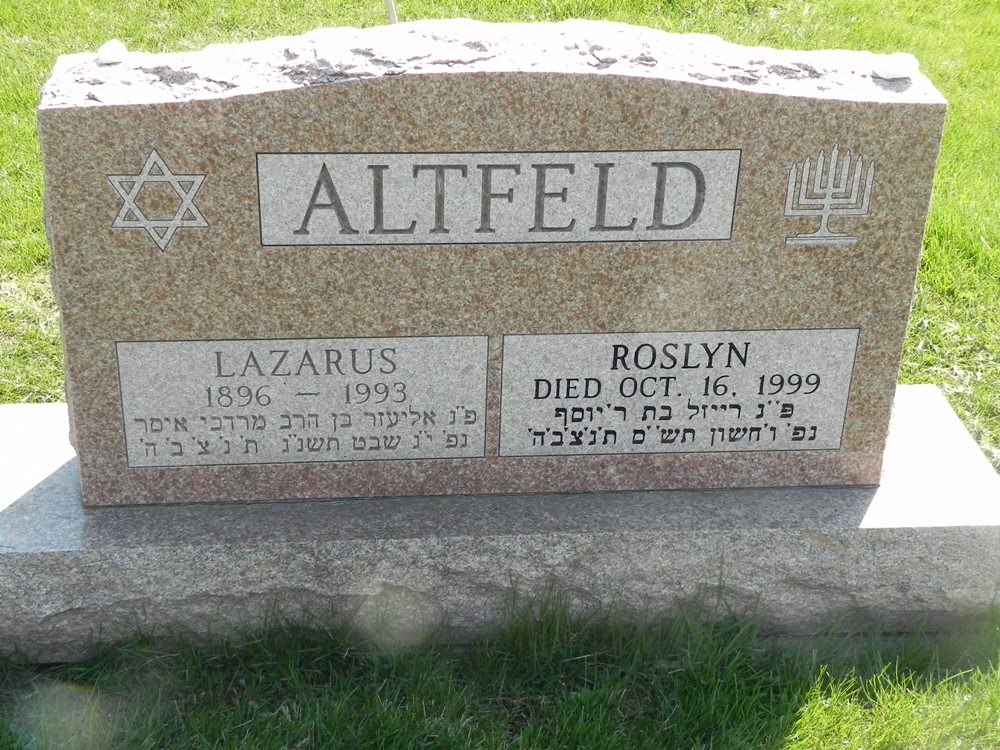 ALTFELD
LAZARUS
1896 – 1993
פ'נ אליעזר בן הרב מרדכי איסר
נפ' י'ג שבט תשנ'ג ת'נ'צ'ב'ה'
ROSLYN
DIED OCT. 16, 1999
פ'נ רייזל בת ר' יוסף
נפ' ו' חשון תש''ם ת'נ'צ'ב'ה'